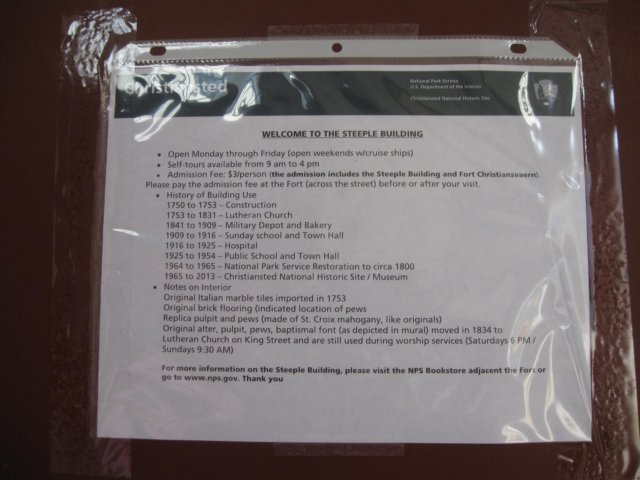 christiansted
National Park Service
U.S. Department of the Interior
Christiansted National Historic Site
WELCOME TO THE STEEPLE BUILDING
• Open Monday through Friday (open weekends w/cruise ships)
• Self-tours available from 9 am to 4 pm
• Admission Fee: $3/person (the admission includes the Steeple Building and Fort Christiansvaern).
Please pay the admission fee at the Fort (across the street) before or after your visit.
• History of Building Use
1750 to 1753 – Construction
1753 to 1831 – Lutheran Church
1841 to 1909 – Military Depot and Bakery
1909 to 1916 – Sunday school and Town Hall
1916 to 1925 – Hospital
1925 to 1954 – Public School and Town Hall
1964 to 1965 – National Park Service Restoration to circa 1800
1965 to 2013 – Christiansted National Historic Site / Museum
• Notes on Interior
Original Italian marble tiles imported in 1753
Original brick flooring (indicated location of pews
Replica pulpit and pews (made of St. Croix mahogany, like originals)
Original alter, pulpit, pews, baptismal font (as depicted in mural) moved in 1834 to
Lutheran Church on King Street and are still used during worship services (Saturdays 6 PM /
Sundays 9:30 AM)
For more information on the Steeple Building, please visit the NPS Bookstore adjacent the Fort or
go to www.nps.gov. Thank you